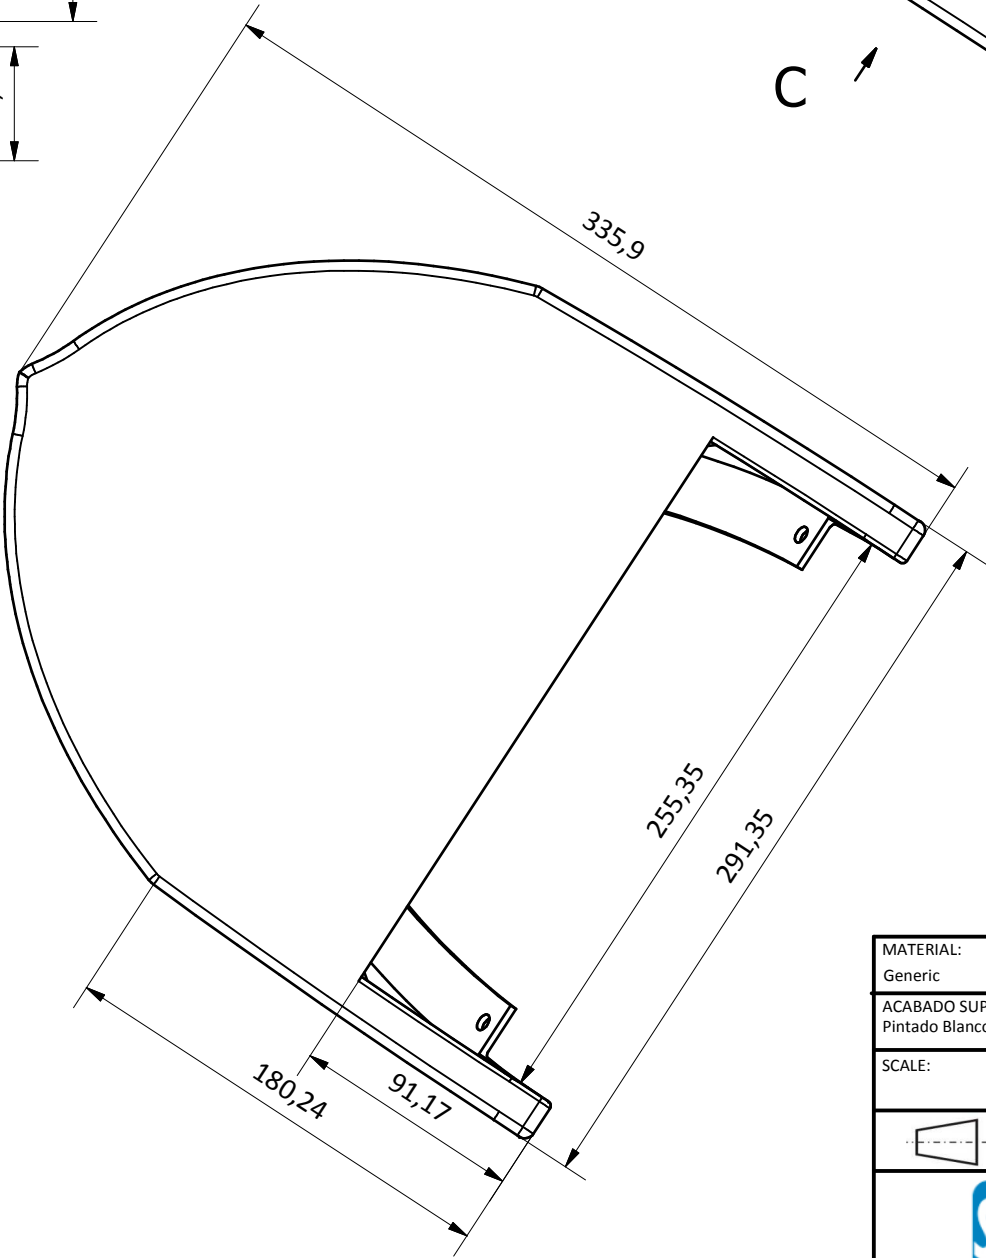 C
335,9
255,35
291,35
180,24
91,17
MATERIAL:
Generic
ACABADO SUP
Pintado Blanco
SCALE: